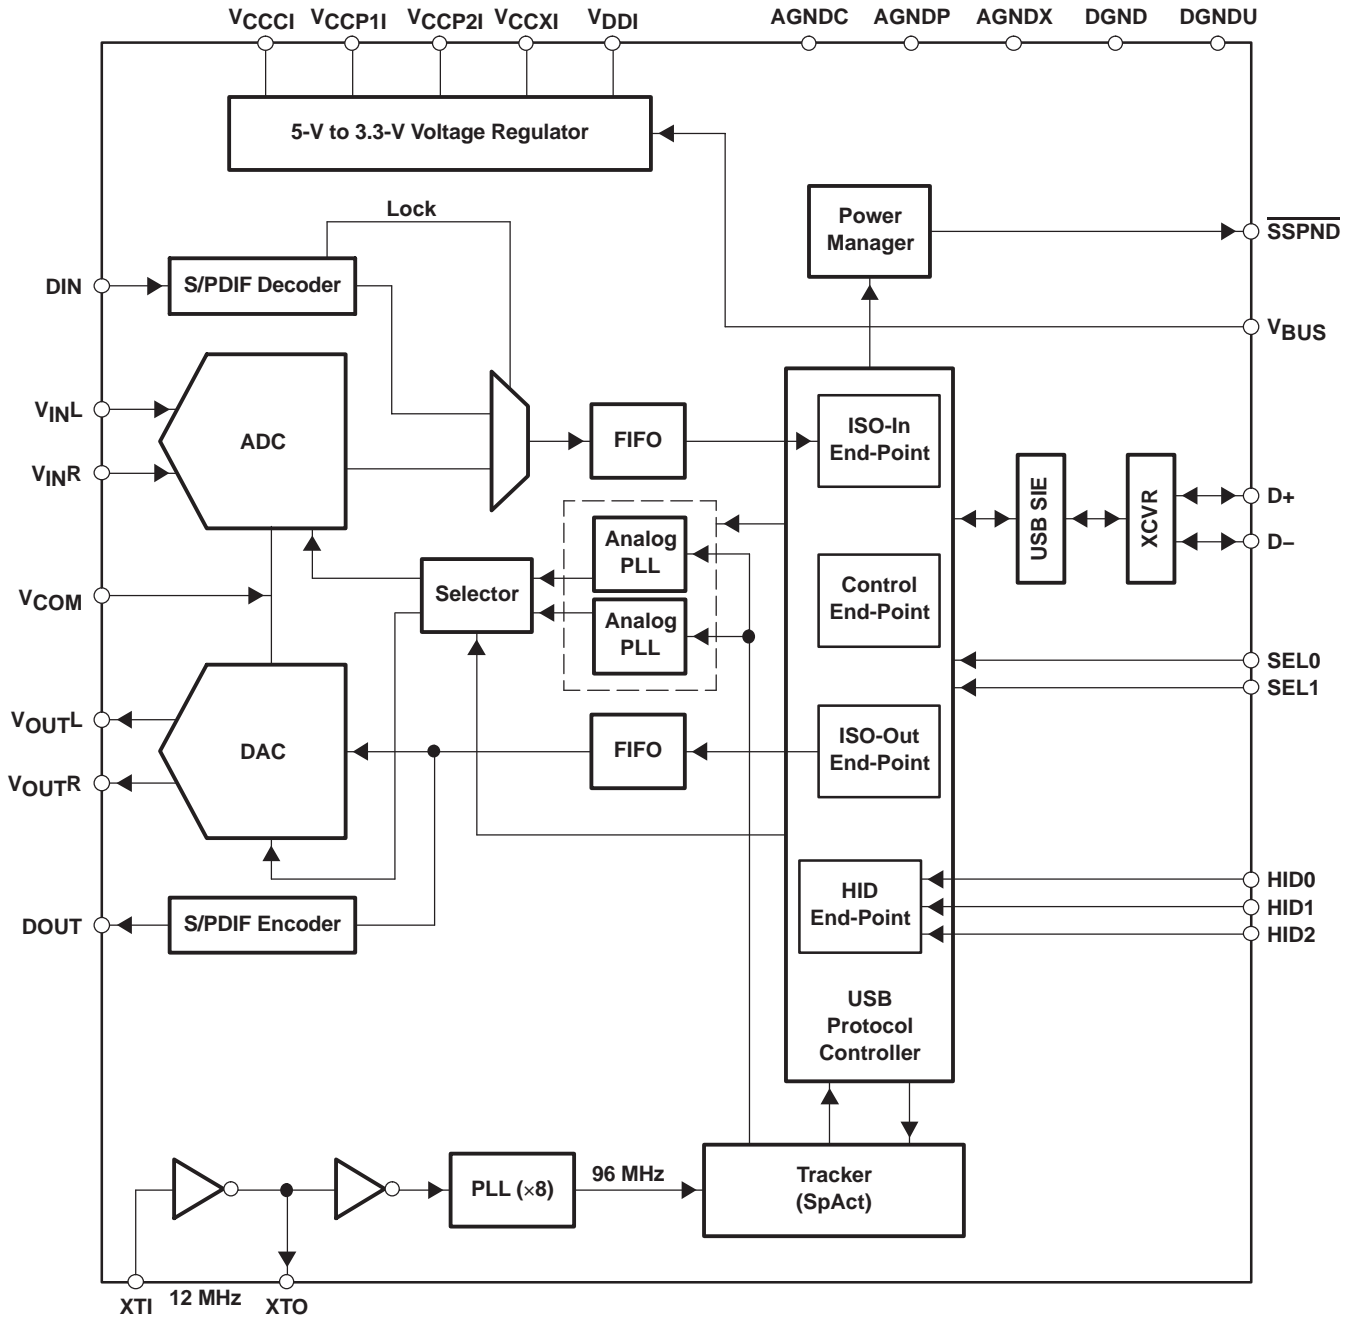 VCCCI VCCP1I VCCP2I VCCXI VDDI AGNDC AGNDP AGNDX DGND DGNDU
5-V to 3.3-V Voltage Regulator
Lock
Power
Manager
SSPND
DIN
S/PDIF Decoder
VBUS
VINL
VINR
ADC
FIFO
ISO-In
End-Point
USB SIE
XCVR
D+
D–
Analog
PLL
Selector
Analog
PLL
Control
End-Point
VCOM
SEL0
SEL1
VOUTL
VOUTR
DAC
FIFO
ISO-Out
End-Point
HID
End-Point
HID0
HID1
HID2
DOUT
S/PDIF Encoder
USB
Protocol
Controller
PLL (×8)
96 MHz
Tracker
(SpAct)
XTI
12 MHz
XTO